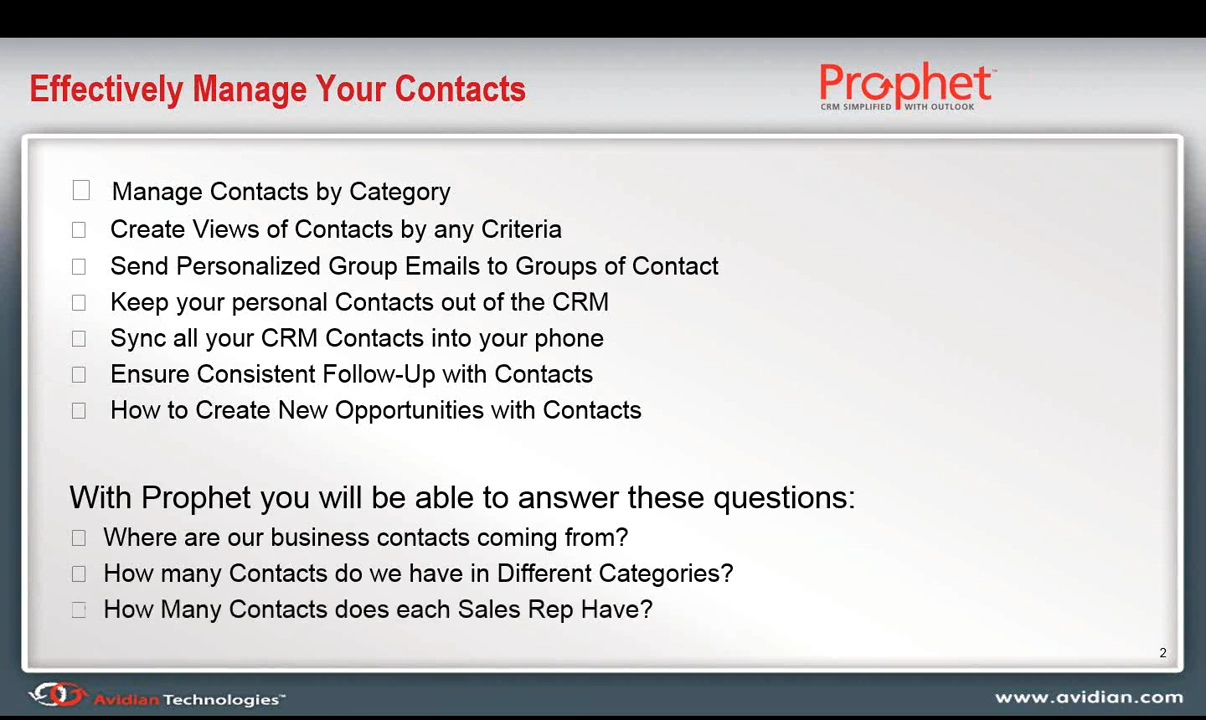 Effectively Manage Your Contacts
Prophet™
CRM SIMPLIFIED WITH OUTLOOK
Manage Contacts by Category
Create Views of Contacts by any Criteria
Send Personalized Group Emails to Groups of Contact
Keep your personal Contacts out of the CRM
Sync all your CRM Contacts into your phone
Ensure Consistent Follow-Up with Contacts
How to Create New Opportunities with Contacts
With Prophet you will be able to answer these questions:
Where are our business contacts coming from?
How many Contacts do we have in Different Categories?
How Many Contacts does each Sales Rep Have?
2
Avidian Technologies™
www.avidian.com